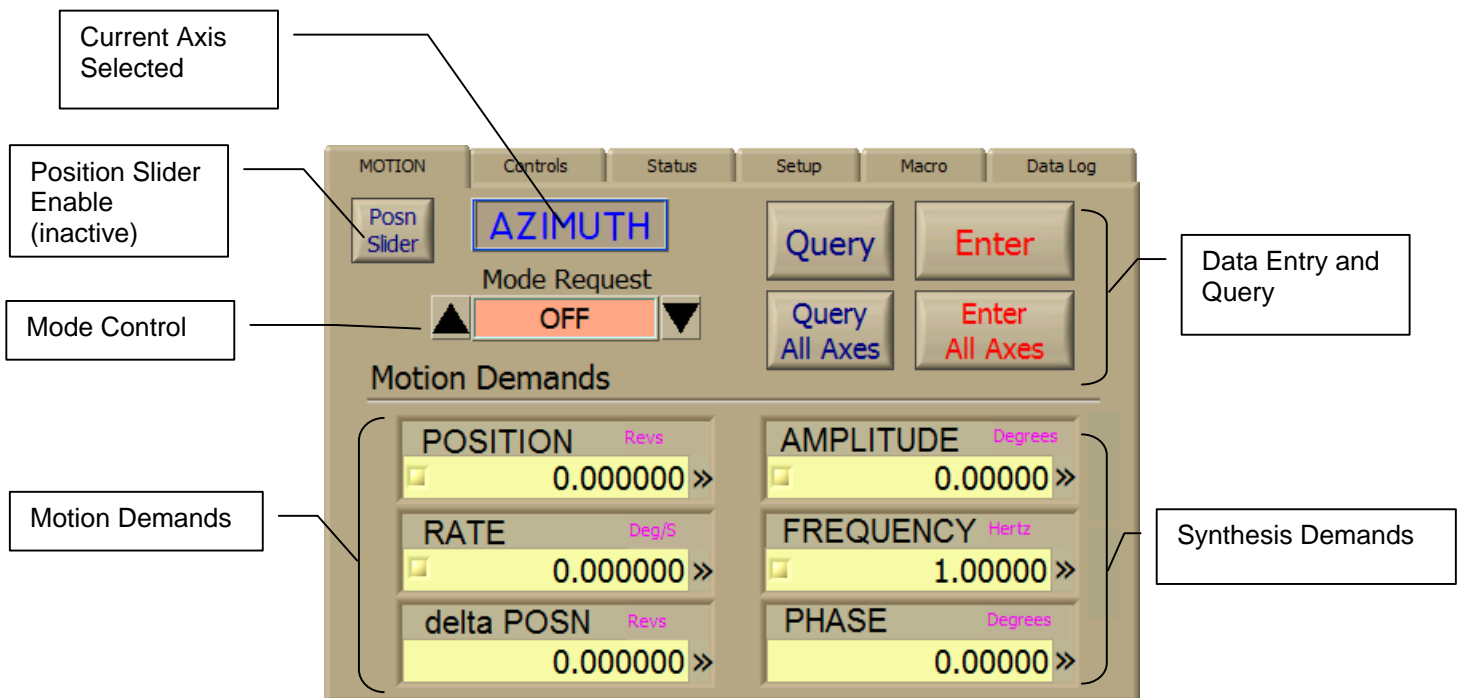 Current Axis
Selected
Position Slider
Enable
(inactive)
Mode Control
Motion Demands
MOTION
Controls
Status
Setup
Macro
Data Log
Posn
Slider
AZIMUTH
Mode Request
OFF
Query
Enter
Query
All Axes
Enter
All Axes
Motion Demands
POSITION Revs
0.000000 »
RATE Deg/S
0.000000 »
delta POSN Revs
0.000000 »
AMPLITUDE Degrees
0.00000 »
FREQUENCY Hertz
1.00000 »
PHASE Degrees
0.00000 »
Data Entry and
Query
Synthesis Demands